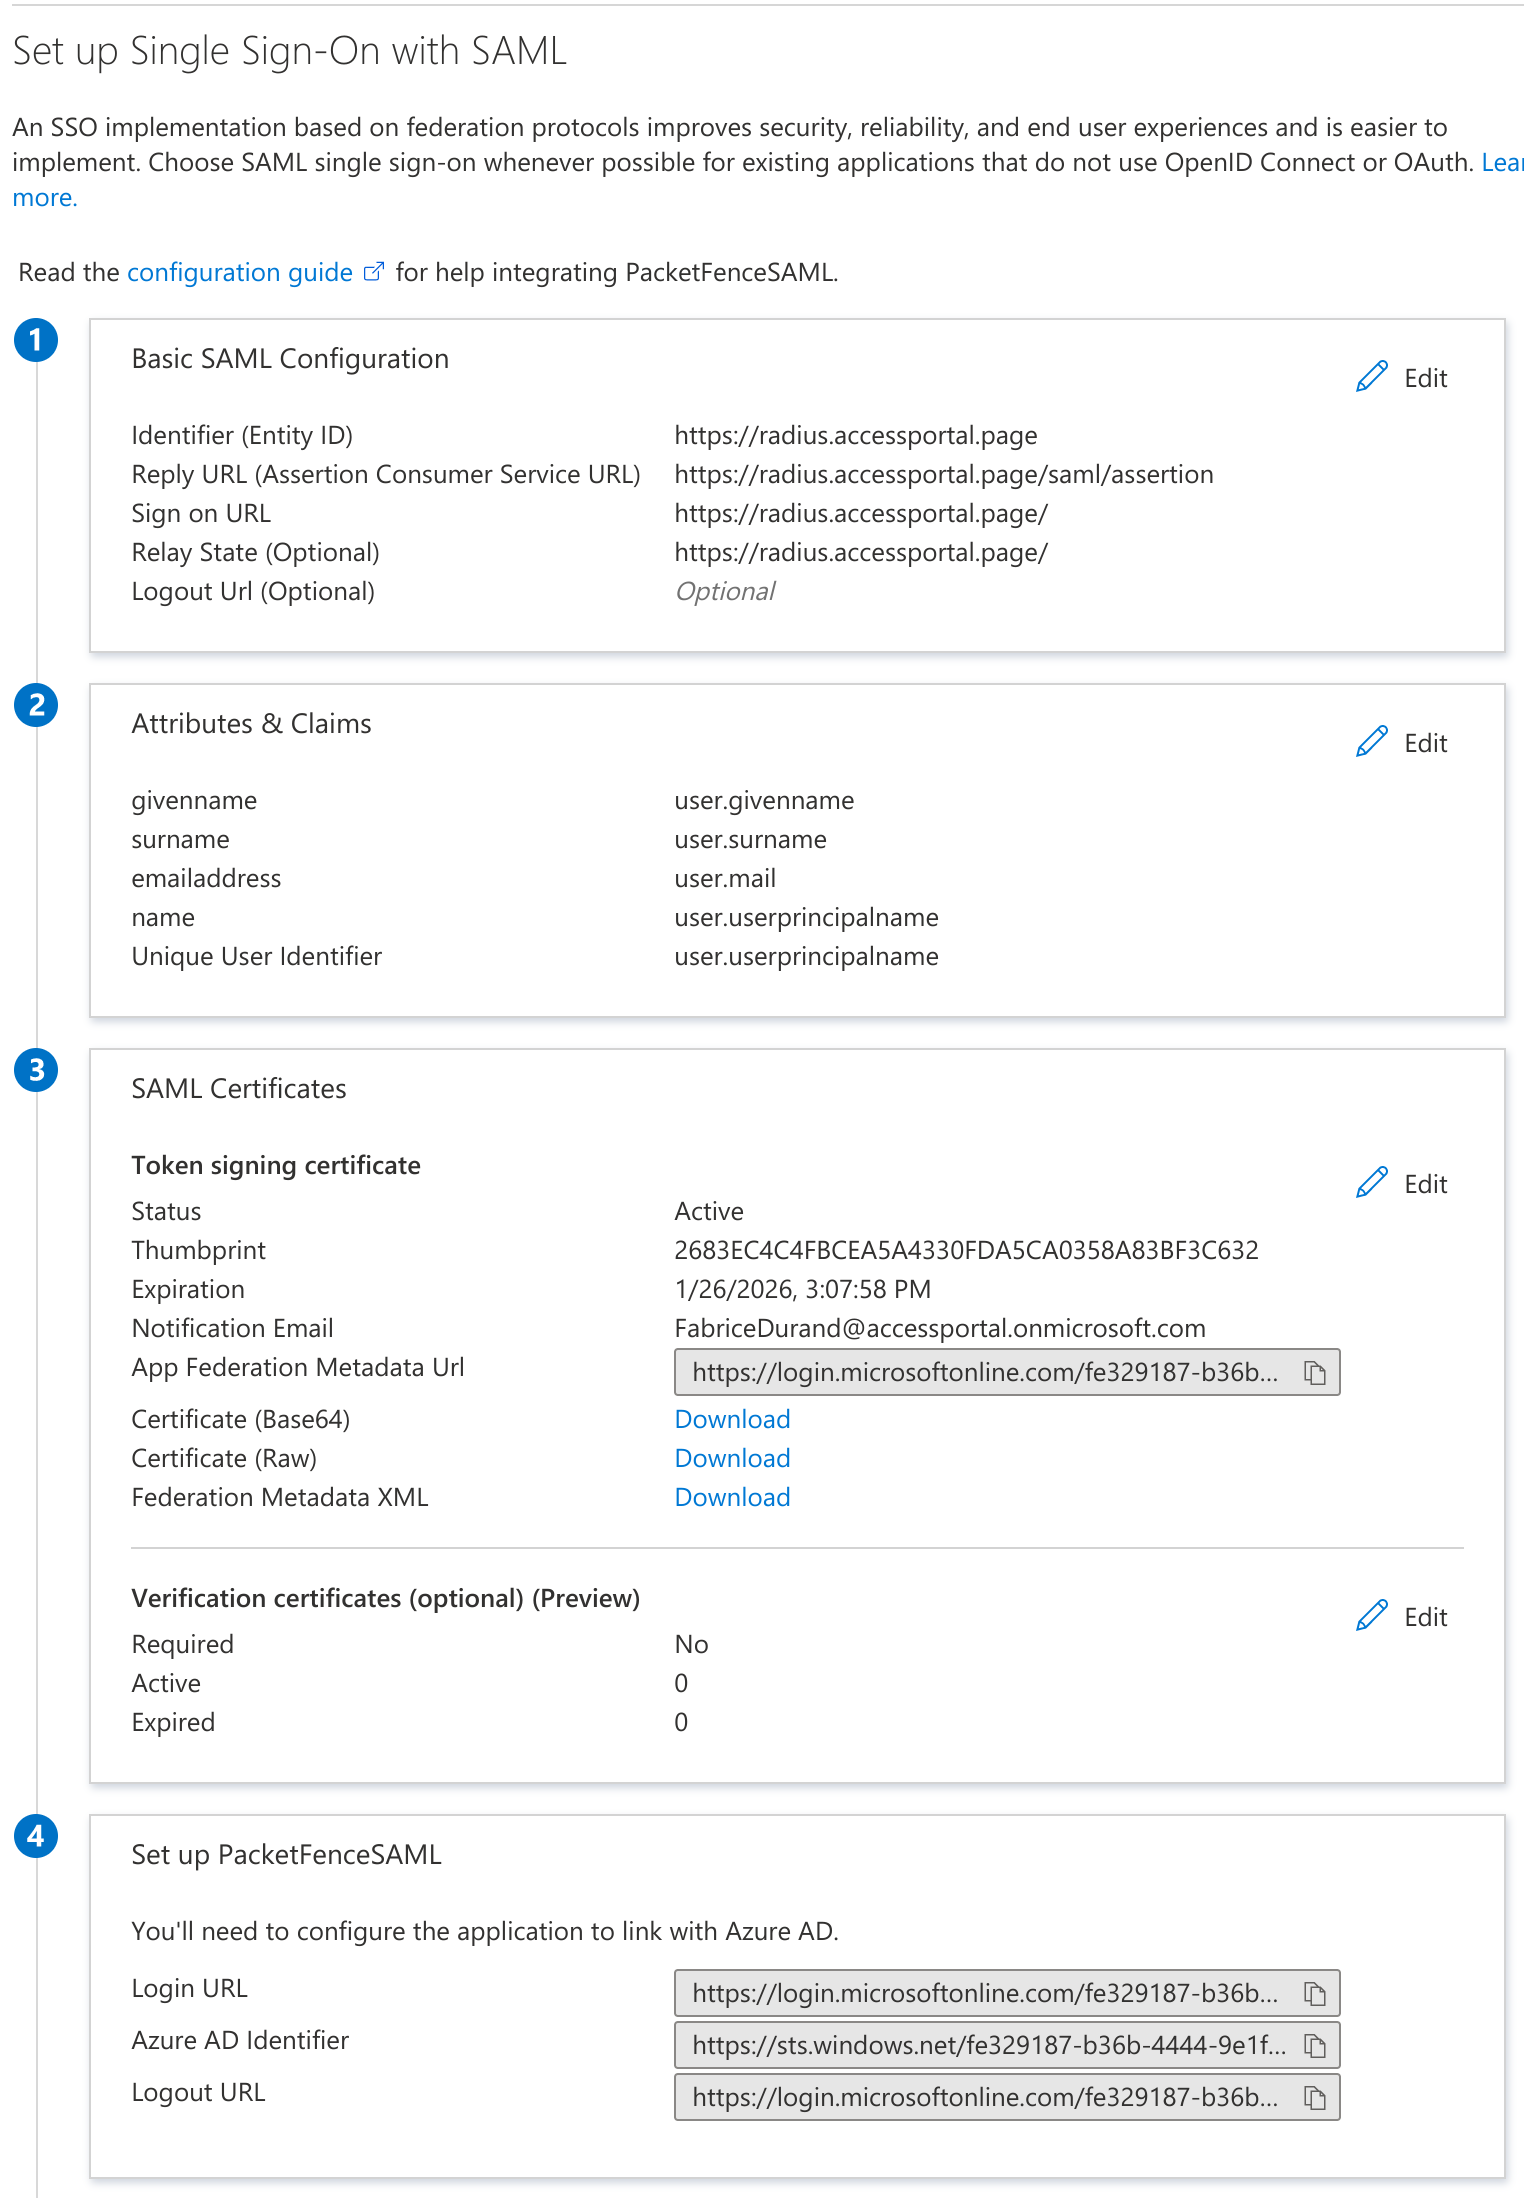 Set up Single Sign-On with SAML
An SSO implementation based on federation protocols improves security, reliability, and end user experiences and is easier to
implement. Choose SAML single sign-on whenever possible for existing applications that do not use OpenID Connect or OAuth. Lear
more.
Read the configuration guide for help integrating PacketFenceSAML.
1
Basic SAML Configuration
Edit
Identifier (Entity ID) https://radius.accessportal.page
Reply URL (Assertion Consumer Service URL) https://radius.accessportal.page/saml/assertion
Sign on URL https://radius.accessportal.page/
Relay State (Optional) https://radius.accessportal.page/
Logout Url (Optional) Optional
2
Attributes & Claims
Edit
givenname user.givenname
surname user.surname
emailaddress user.mail
name user.userprincipalname
Unique User Identifier user.userprincipalname
3
SAML Certificates
Token signing certificate
Edit
Status Active
Thumbprint 2683EC4C4FBCEA5A4330FDA5CA0358A83BF3C632
Expiration 1/26/2026, 3:07:58 PM
Notification Email FabriceDurand@accessportal.onmicrosoft.com
App Federation Metadata Url https://login.microsoftonline.com/fe329187-b36b...
Certificate (Base64) Download
Certificate (Raw) Download
Federation Metadata XML Download
Verification certificates (optional) (Preview)
Edit
Required No
Active 0
Expired 0
4
Set up PacketFenceSAML
You'll need to configure the application to link with Azure AD.
Login URL https://login.microsoftonline.com/fe329187-b36b...
Azure AD Identifier https://sts.windows.net/fe329187-b36b-4444-9e1f...
Logout URL https://login.microsoftonline.com/fe329187-b36b...